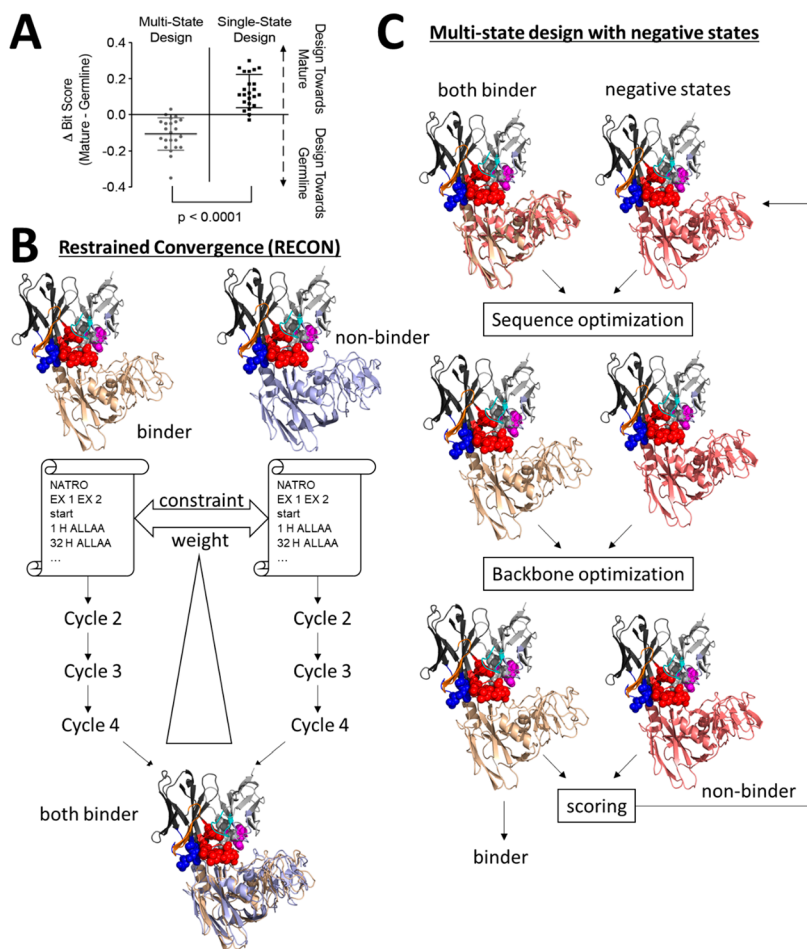 A
Multi-State
Design
Single-State
Design
Δ Bit Score
(Mature - Germline)
0.4
0.2
0.0
-0.2
-0.4
p < 0.0001
Design Towards
Mature
Design Towards
Germline
B
Restrained Convergence (RECON)
binder
non-binder
NATRO
EX 1 EX 2
start
1 H ALLAA
32 H ALLAA
...
constraint
weight
NATRO
EX 1 EX 2
start
1 H ALLAA
32 H ALLAA
...
Cycle 2
Cycle 2
Cycle 3
Cycle 3
Cycle 4
Cycle 4
both binder
C
Multi-state design with negative states
both binder
negative states
Sequence optimization
Backbone optimization
scoring
non-binder
binder